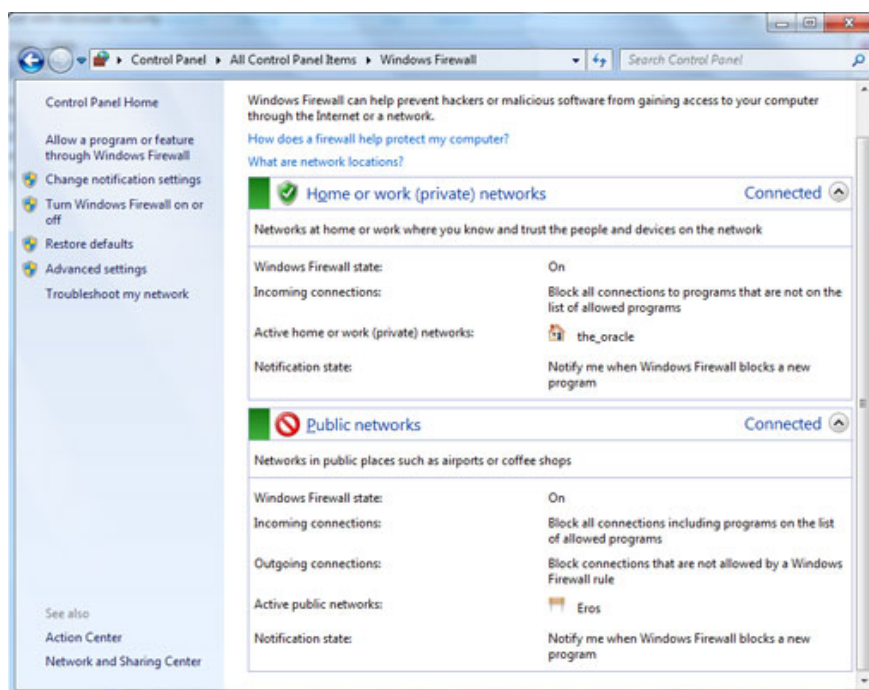 Control Panel ▸ All Control Panel Items ▸ Windows Firewall
Search Control Panel
Control Panel Home
Allow a program or feature
through Windows Firewall
Change notification settings
Turn Windows Firewall on or
off
Restore defaults
Advanced settings
Troubleshoot my network
See also
Action Center
Network and Sharing Center
Windows Firewall can help prevent hackers or malicious software from gaining access to your computer
through the Internet or a network.
How does a firewall help protect my computer?
What are network locations?
Home or work (private) networks Connected
Networks at home or work where you know and trust the people and devices on the network
Windows Firewall state: On
Incoming connections: Block all connections to programs that are not on the
list of allowed programs
Active home or work (private) networks: the_oracle
Notification state: Notify me when Windows Firewall blocks a new
program
Public networks Connected
Networks in public places such as airports or coffee shops
Windows Firewall state: On
Incoming connections: Block all connections including programs on the list
of allowed programs
Outgoing connections: Block connections that are not allowed by a Windows
Firewall rule
Active public networks: Eros
Notification state: Notify me when Windows Firewall blocks a new
program